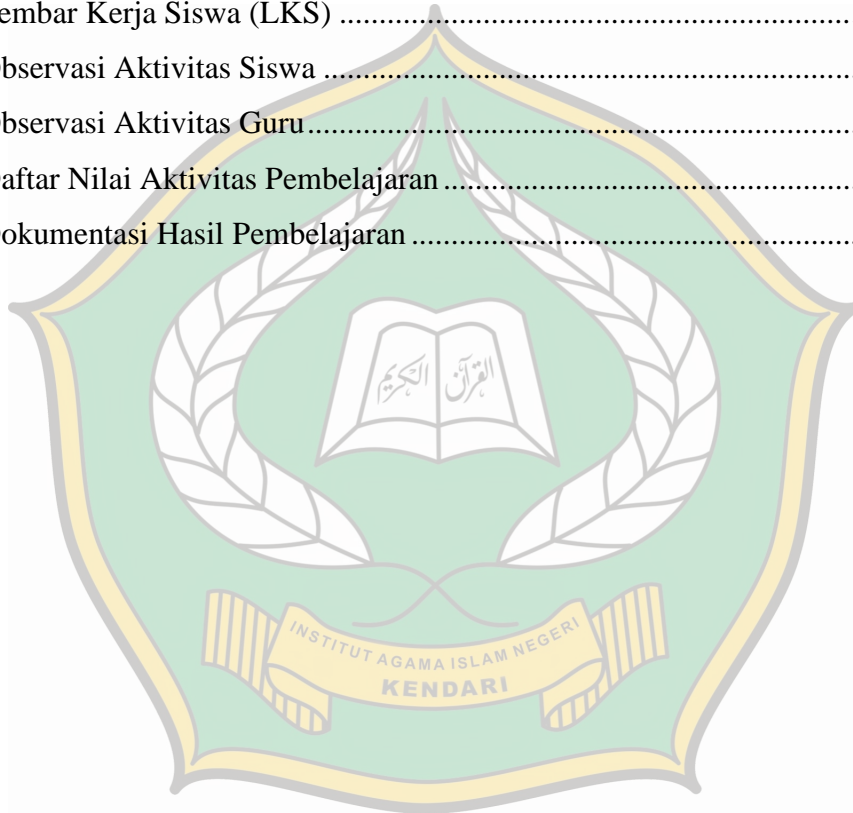 embar Kerja Siswa (LKS) ........................................................................
bservasi Aktivitas Siswa ........................................................................
bservasi Aktivitas Guru ........................................................................
aftar Nilai Aktivitas Pembelajaran ........................................................
okumentasi Hasil Pembelajaran ............................................................
القرآن الكريم
INSTITUT AGAMA ISLAM NEGERI
KENDARI